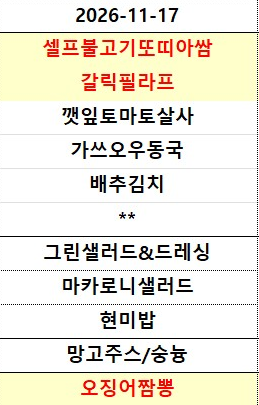 2026-11-17
셀프불고기또띠아쌈
갈릭필라프
깻잎토마토살사
가쓰오우동국
배추김치
**
그린샐러드&드레싱
마카로니샐러드
현미밥
망고주스/숭늉
오징어짬뽕